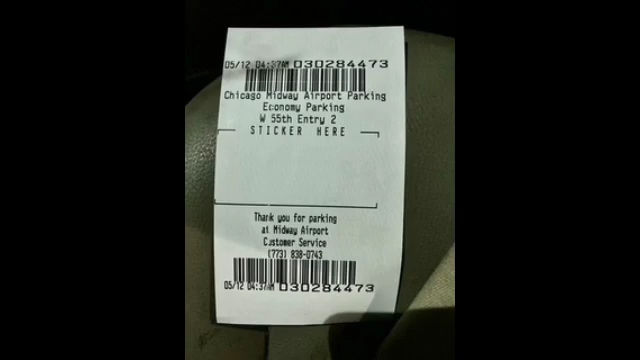 05/12 04:37AM 030284473
Chicago Midway Airport Parking
Economy Parking
W 55th Entry 2
STICKER HERE
Thank you for parking
at Midway Airport
Customer Service
(773) 838-0743
05/12 04:37AM 030284473